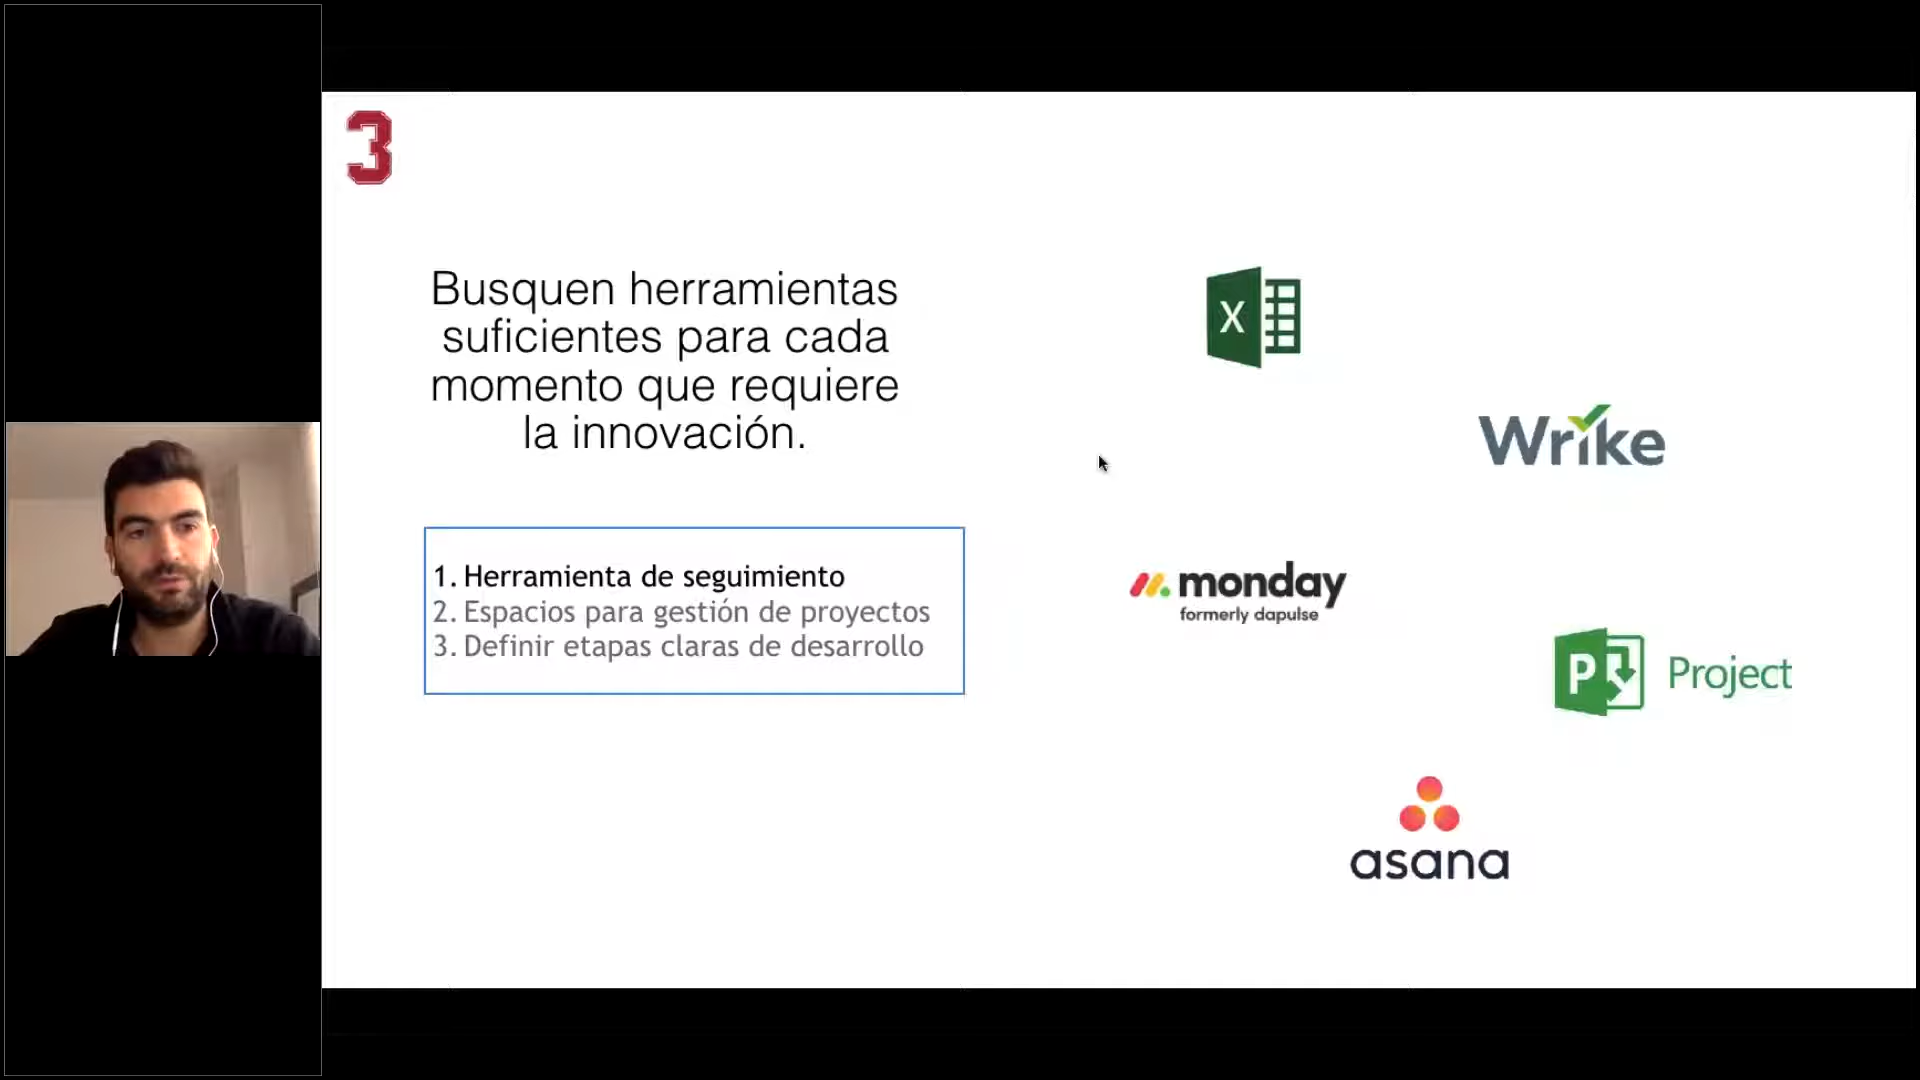 3
Busquen herramientas
suficientes para cada
momento que requiere
la innovación.
1. Herramienta de seguimiento
2. Espacios para gestión de proyectos
3. Definir etapas claras de desarrollo
X
Wrike
monday
formerly dapulse
P Project
asana